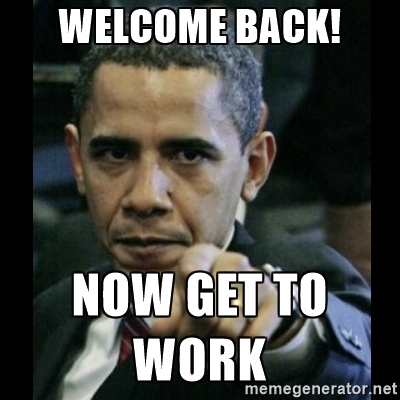 WELCOME BACK!
NOW GET TO
WORK
memegenerator.net